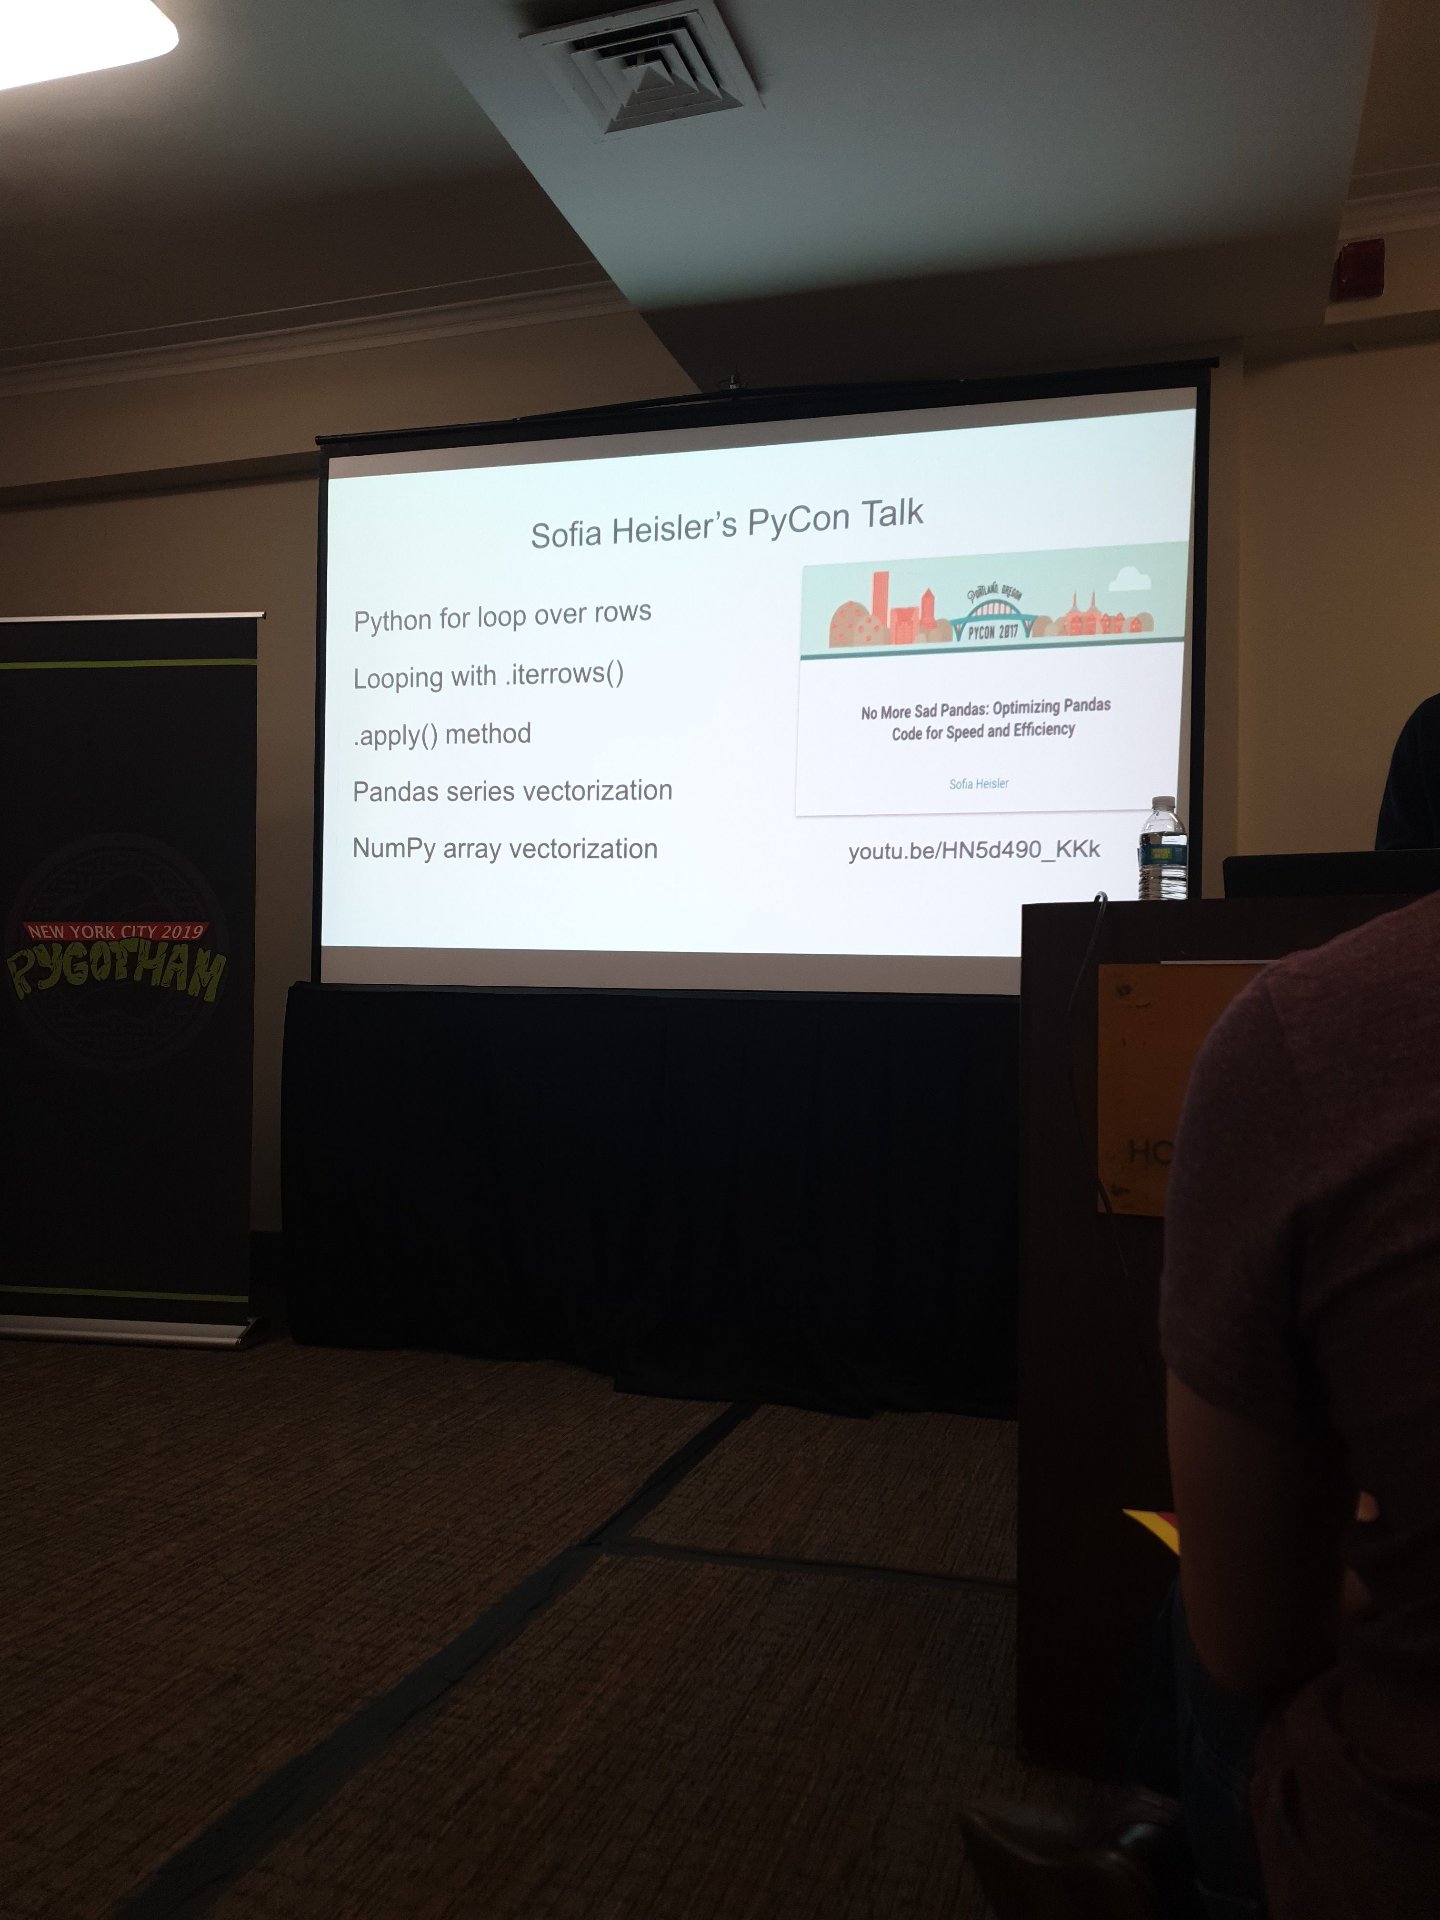 Sofia Heisler's PyCon Talk
Python for loop over rows
Looping with .iterrows()
.apply() method
Pandas series vectorization
NumPy array vectorization
PORTLAND, OREGON
PYCON 2017
No More Sad Pandas: Optimizing Pandas
Code for Speed and Efficiency
Sofia Heisler
youtu.be/HN5d490_KKk
NEW YORK CITY 2019
PYGOTHAM